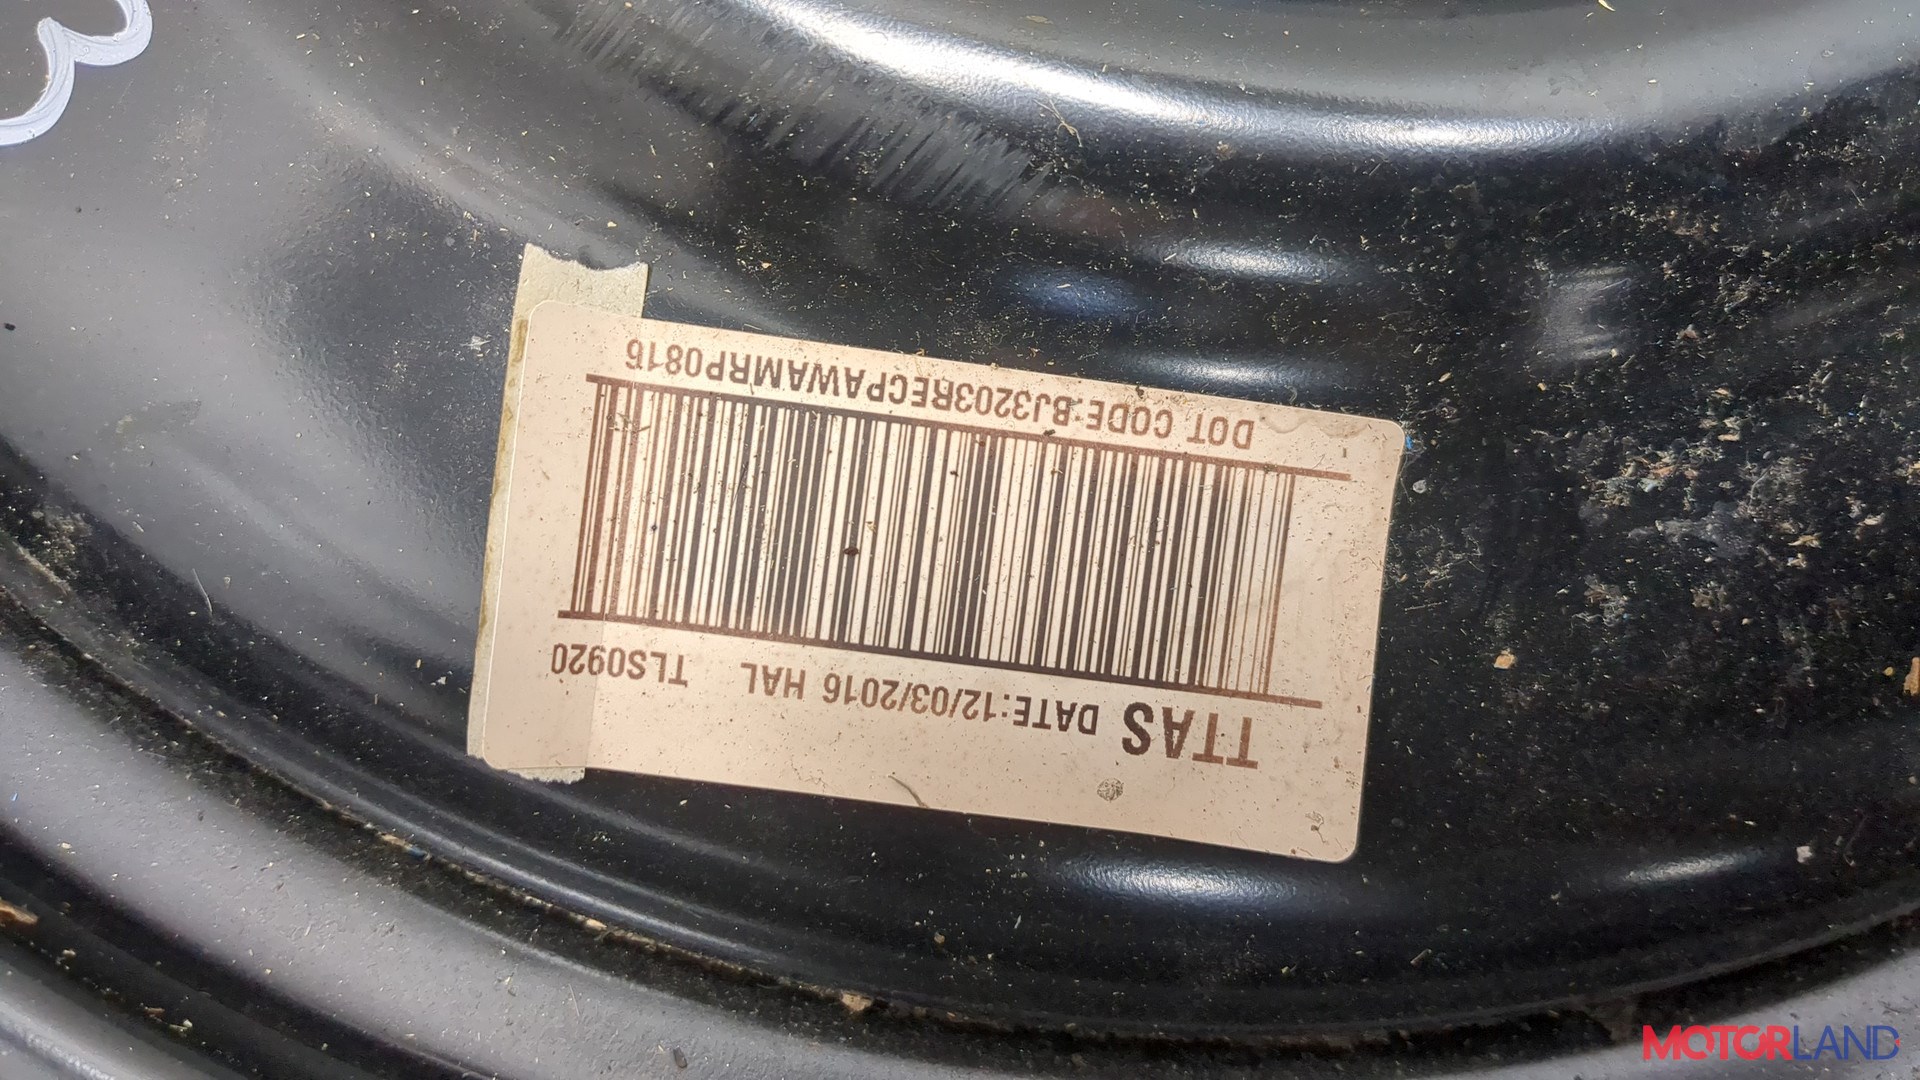 TTAS DATE:12/03/2016 HAL TLS0920
DOT CODE:BJ3203RECPAWAMRP0816
MOTORLAND